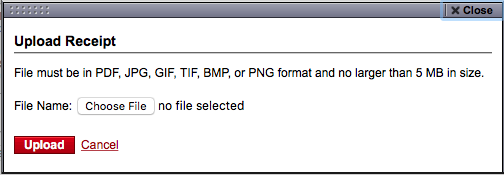 Close
Upload Receipt
File must be in PDF, JPG, GIF, TIF, BMP, or PNG format and no larger than 5 MB in size.
File Name: Choose File no file selected
Upload Cancel